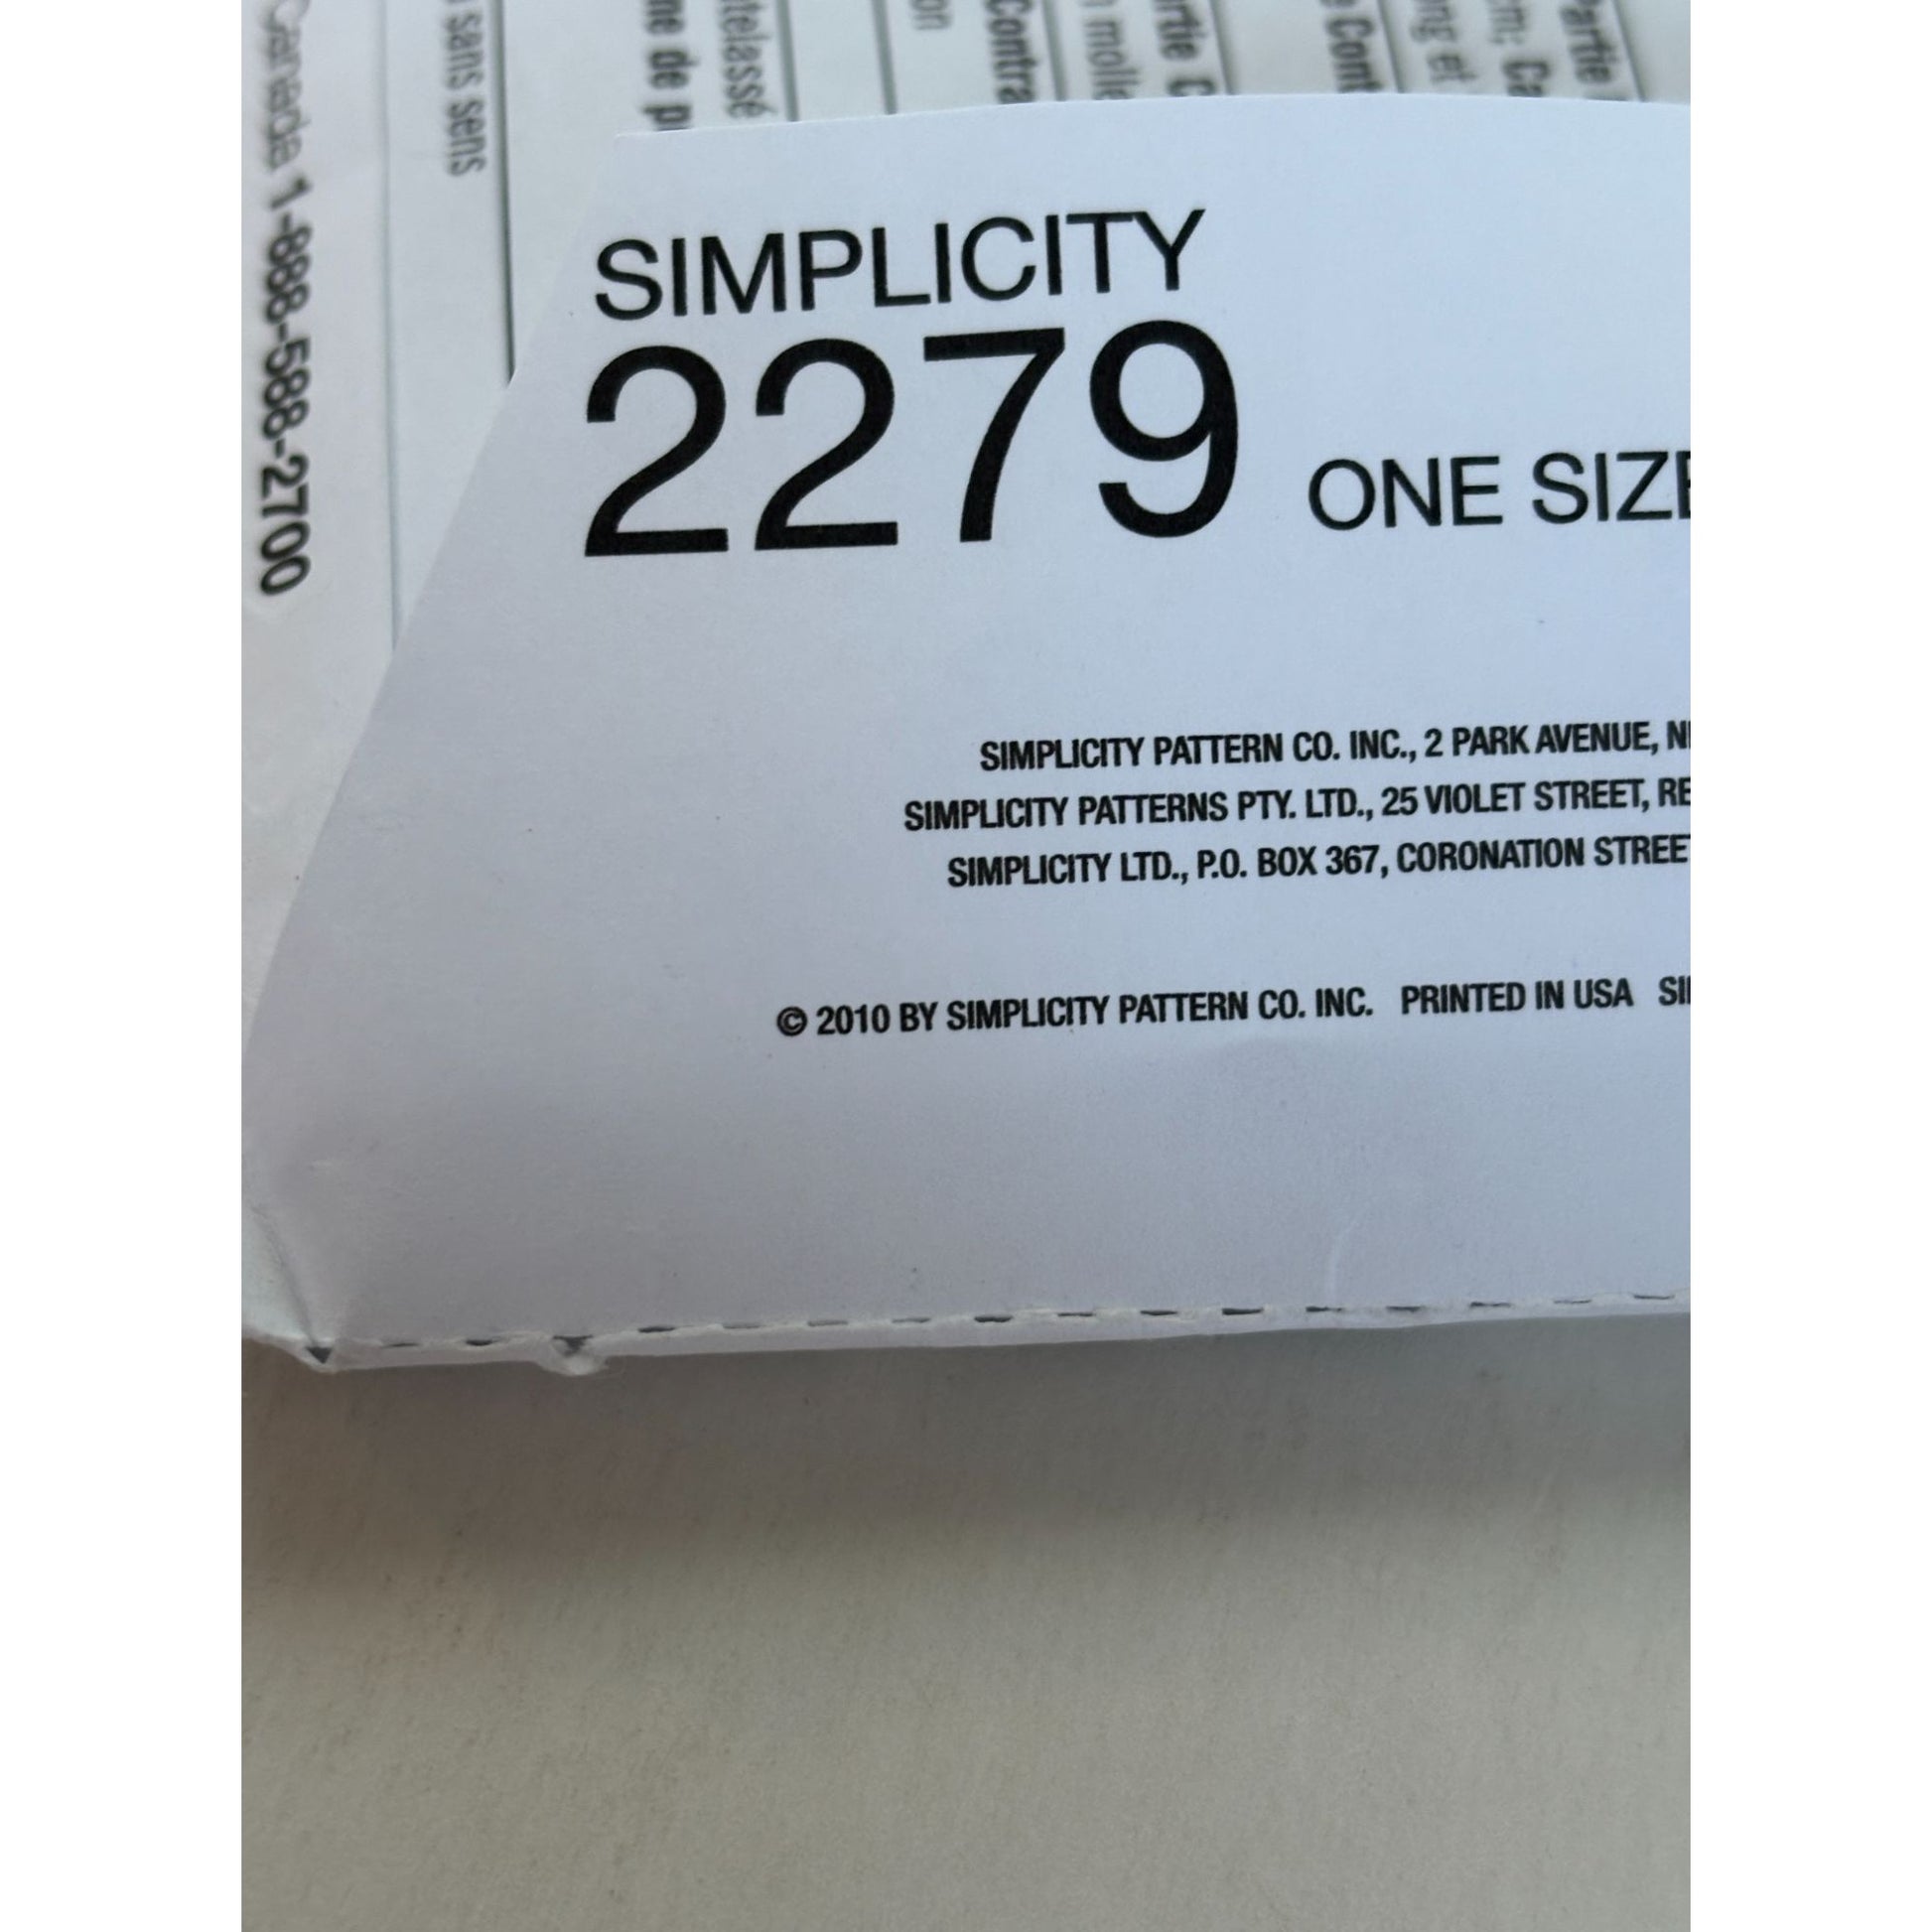 SIMPLICITY
2279 ONE SIZE
SIMPLICITY PATTERN CO. INC., 2 PARK AVENUE,
SIMPLICITY PATTERNS PTY. LTD., 25 VIOLET STREET,
SIMPLICITY LTD., P.O. BOX 367, CORONATION STREET
© 2010 BY SIMPLICITY PATTERN CO. INC. PRINTED IN USA
Canada 1-888-588-2700
sans sens